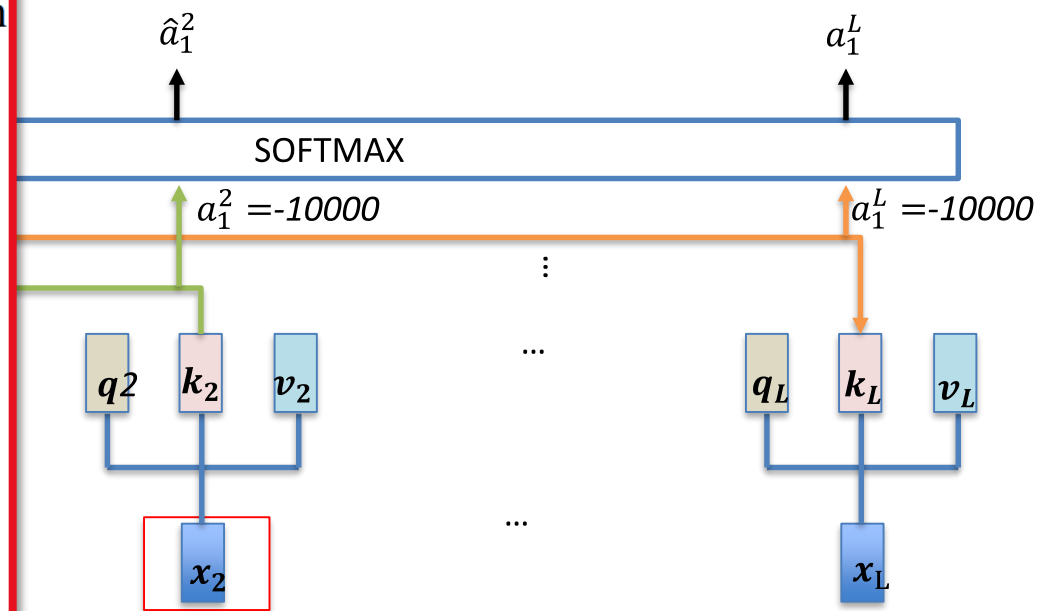 n
â₁² a₁ᴸ
SOFTMAX
a₁² =-10000 a₁ᴸ =-10000
⋮
q2 k₂ v₂ ... q_L k_L v_L
x₂ ... x_L